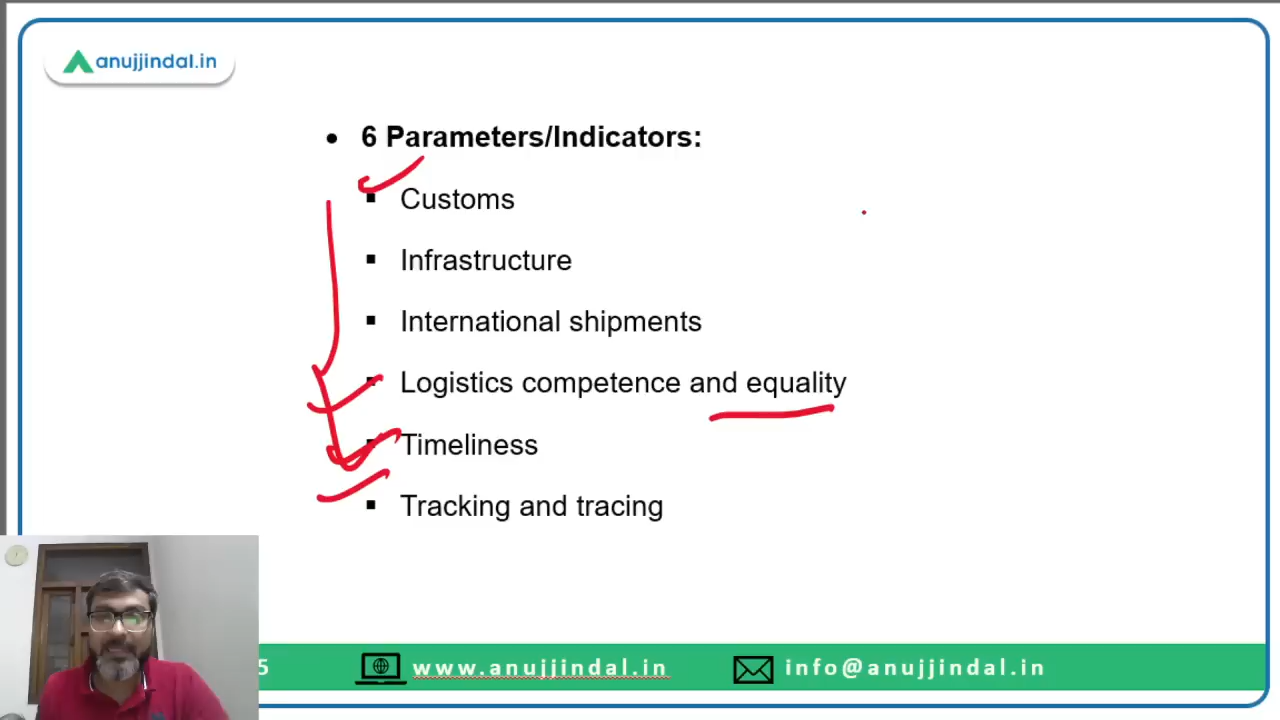 anujjindal.in
6 Parameters/Indicators:
Customs
Infrastructure
International shipments
Logistics competence and equality
Timeliness
Tracking and tracing
5
www.anujjindal.in
info@anujjindal.in